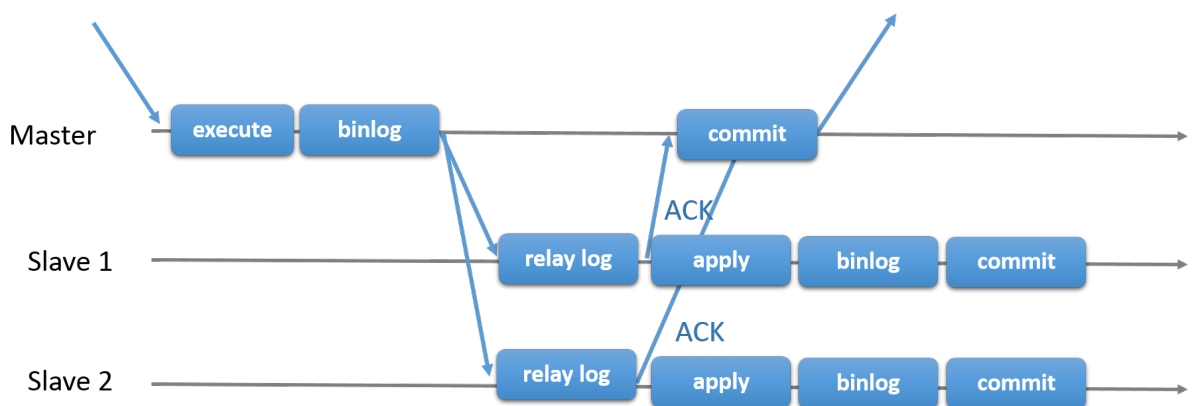 Master
execute
binlog
commit
ACK
Slave 1
relay log
apply
binlog
commit
ACK
Slave 2
relay log
apply
binlog
commit